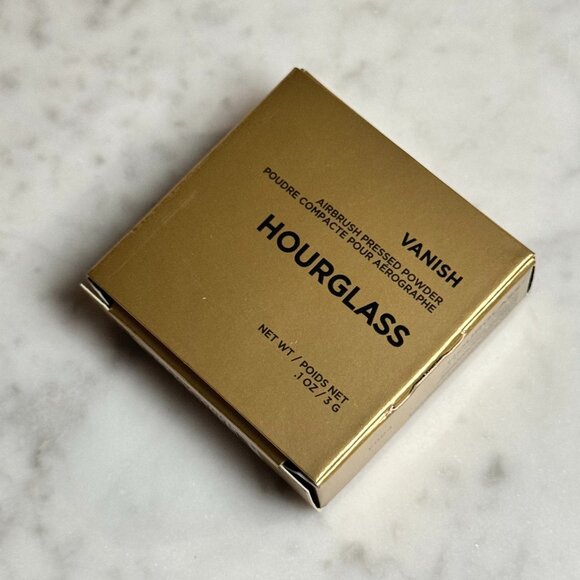 VANISH
AIRBRUSH PRESSED POWDER
POUDRE COMPACTE POUR AÉROGRAPHE
HOURGLASS
NET WT / POIDS NET
.1 OZ / 3 G